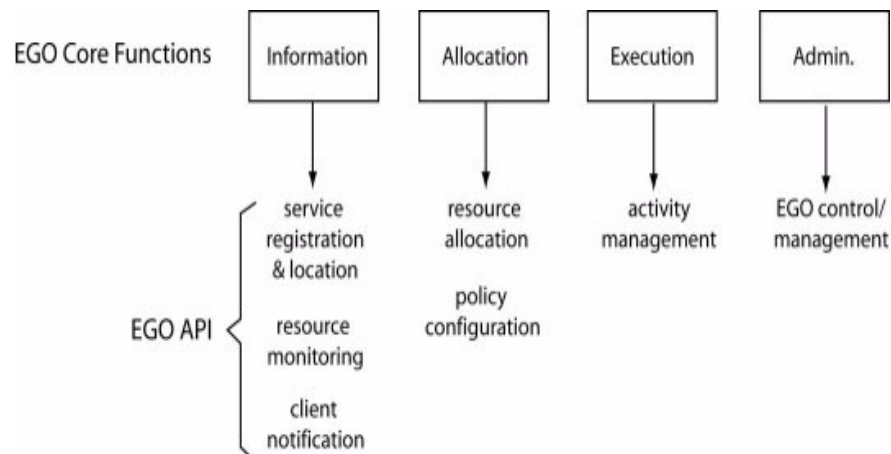 EGO Core Functions
Information
Allocation
Execution
Admin.
service
registration
& location
resource
allocation
activity
management
EGO control/
management
policy
configuration
EGO API
resource
monitoring
client
notification